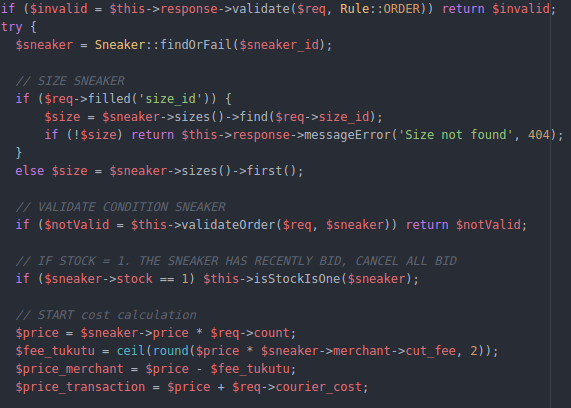 if ($invalid = $this->response->validate($req, Rule::ORDER)) return $invalid;
try {
  $sneaker = Sneaker::findOrFail($sneaker_id);

  // SIZE SNEAKER
  if ($req->filled('size_id')) {
      $size = $sneaker->sizes()->find($req->size_id);
      if (!$size) return $this->response->messageError('Size not found', 404);
  }
  else $size = $sneaker->sizes()->first();

  // VALIDATE CONDITION SNEAKER
  if ($notValid = $this->validateOrder($req, $sneaker)) return $notValid;

  // IF STOCK = 1. THE SNEAKER HAS RECENTLY BID, CANCEL ALL BID
  if ($sneaker->stock == 1) $this->isStockIsOne($sneaker);

  // START cost calculation
  $price = $sneaker->price * $req->count;
  $fee_tukutu = ceil(round($price * $sneaker->merchant->cut_fee, 2));
  $price_merchant = $price - $fee_tukutu;
  $price_transaction = $price + $req->courier_cost;